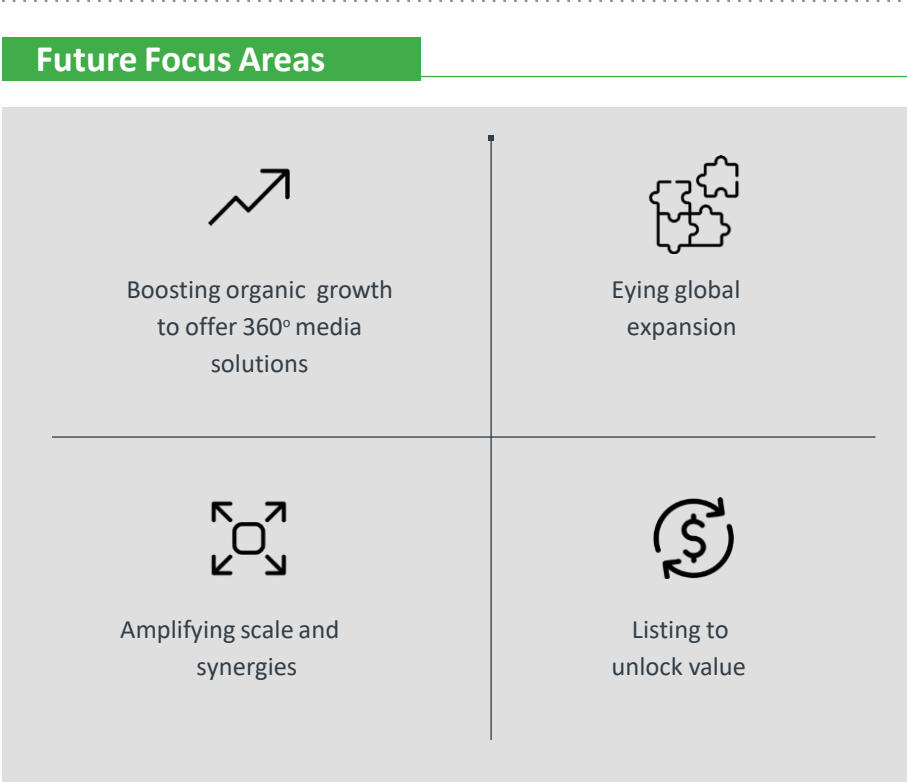 Future Focus Areas
Boosting organic growth
to offer 360° media
solutions
Eying global
expansion
Amplifying scale and
synergies
$
Listing to
unlock value